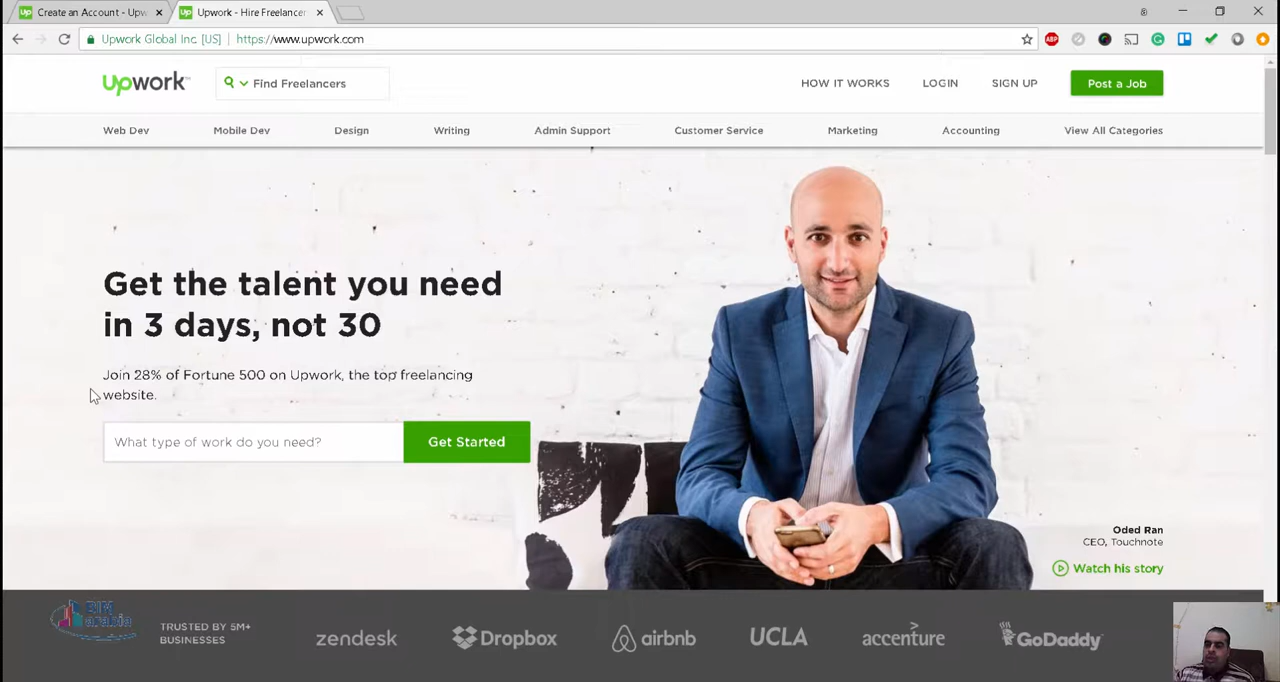 Create an Account - Upw
Upwork - Hire Freelancer
Upwork Global Inc. [US]
https://www.upwork.com
ABP
Upwork
Find Freelancers
HOW IT WORKS
LOGIN
SIGN UP
Post a Job
Web Dev
Mobile Dev
Design
Writing
Admin Support
Customer Service
Marketing
Accounting
View All Categories
Get the talent you need
in 3 days, not 30
Join 28% of Fortune 500 on Upwork, the top freelancing
website.
What type of work do you need?
Get Started
Oded Ran
CEO, Touchnote
Watch his story
BIM
arabia
TRUSTED BY 5M+
BUSINESSES
zendesk
Dropbox
airbnb
UCLA
accenture
GoDaddy